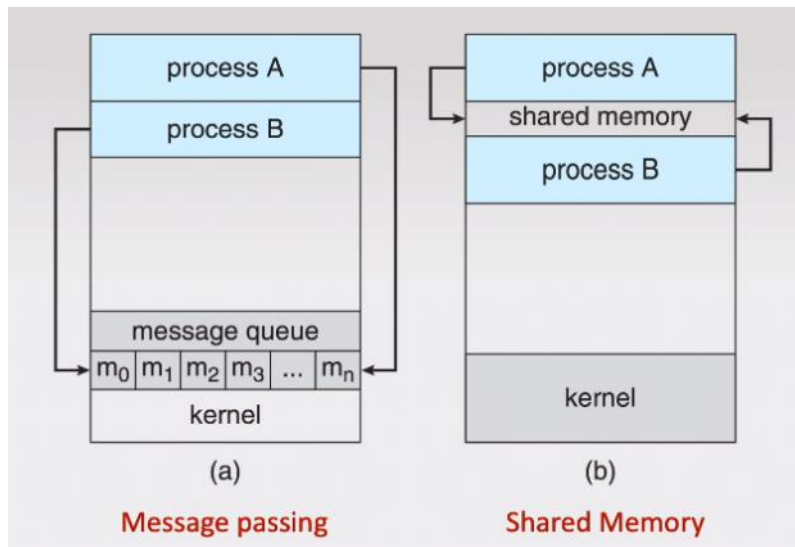 process A
process B
message queue
m0 m1 m2 m3 ... mn
kernel
(a)
Message passing
process A
shared memory
process B
kernel
(b)
Shared Memory